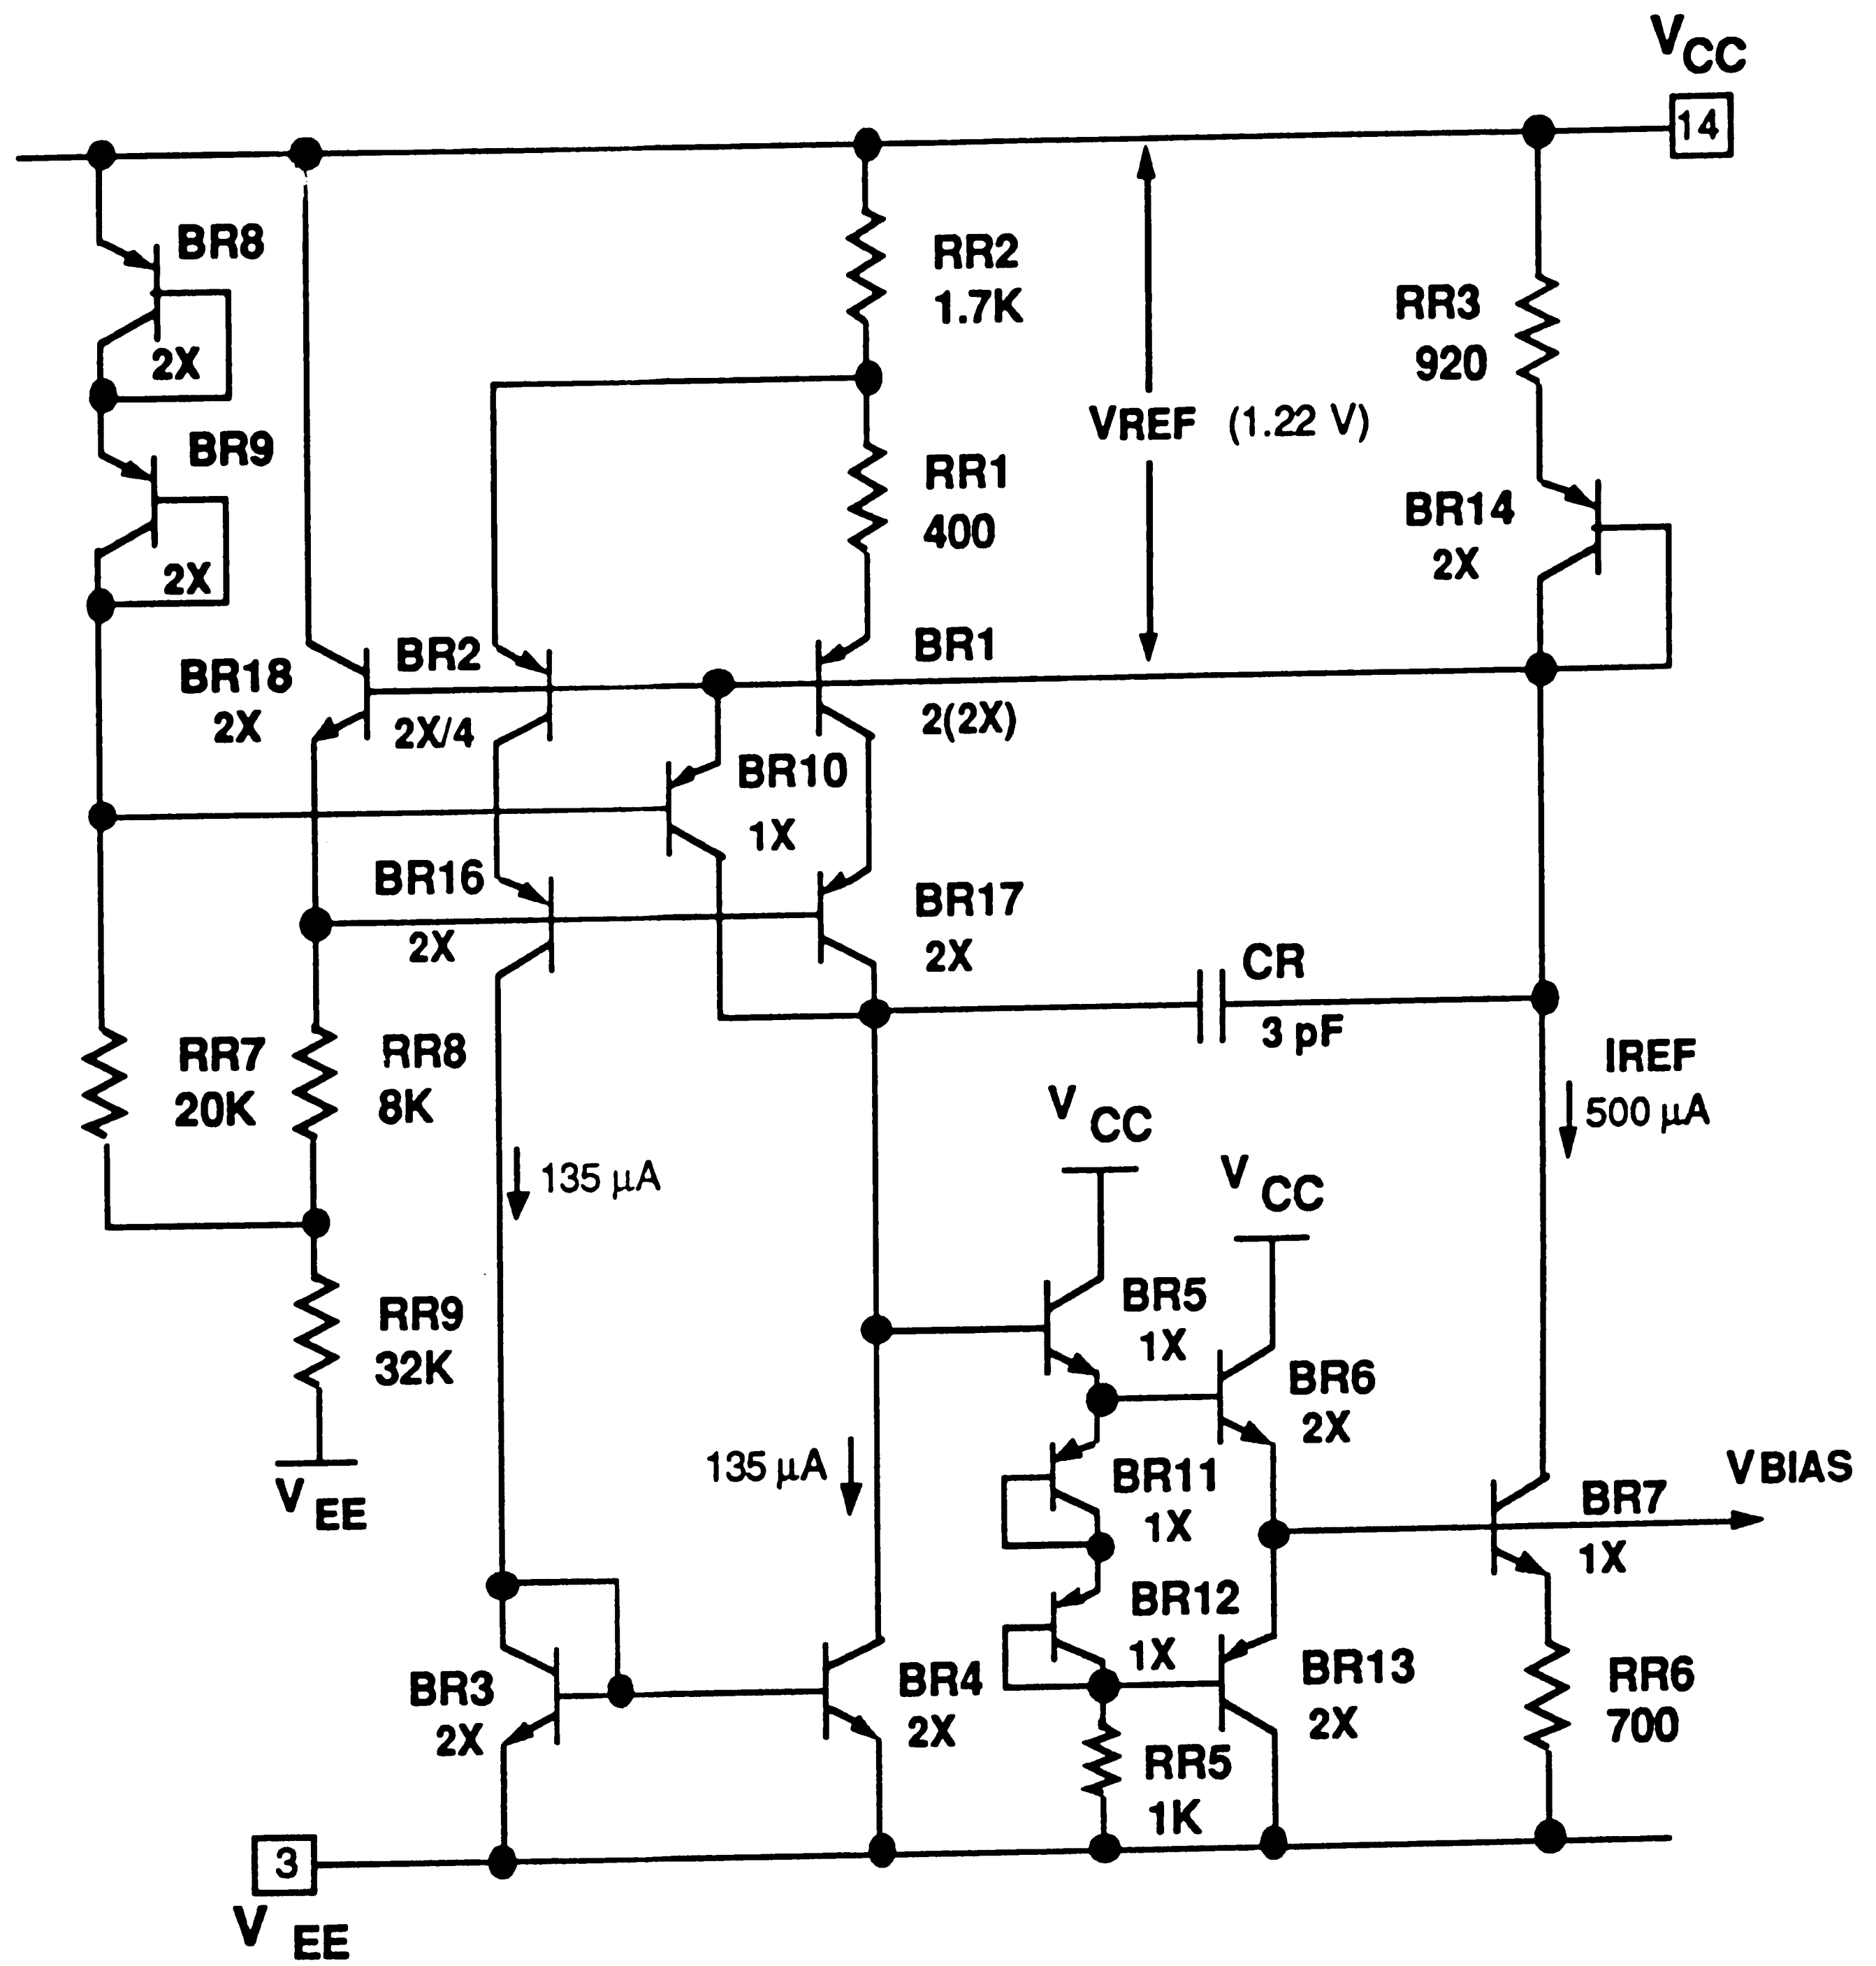 V
CC
14
BR8
2X
RR2
1.7K
RR3
920
VREF (1.22 V)
BR9
2X
RR1
400
BR14
2X
BR18
2X
BR2
2X/4
BR1
2(2X)
BR10
1X
BR16
2X
BR17
2X
CR
3 pF
RR7
20K
RR8
8K
IREF
500 µA
V
CC
135 µA
V
CC
RR9
32K
BR5
1X
BR6
2X
135 µA
BR11
1X
VBIAS
BR7
1X
V
EE
BR12
1X
BR3
2X
BR4
2X
BR13
2X
RR6
700
RR5
1K
3
V
EE